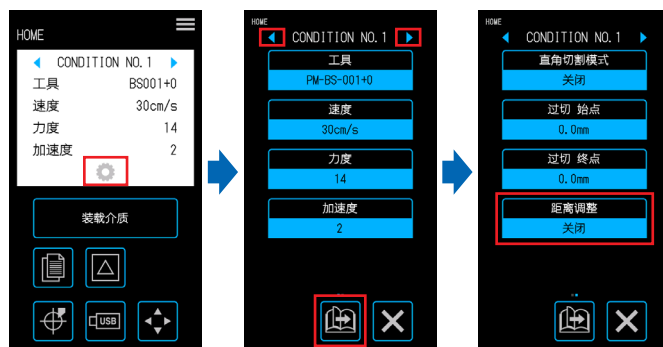 HOME
CONDITION NO.1
工具 BS001+0
速度 30cm/s
力度 14
加速度 2
装载介质
USB
HOME
CONDITION NO.1
工具
PM-BS-001+0
速度
30cm/s
力度
14
加速度
2
HOME
CONDITION NO.1
直角切割模式
关闭
过切 始点
0.0mm
过切 终点
0.0mm
距离调整
关闭